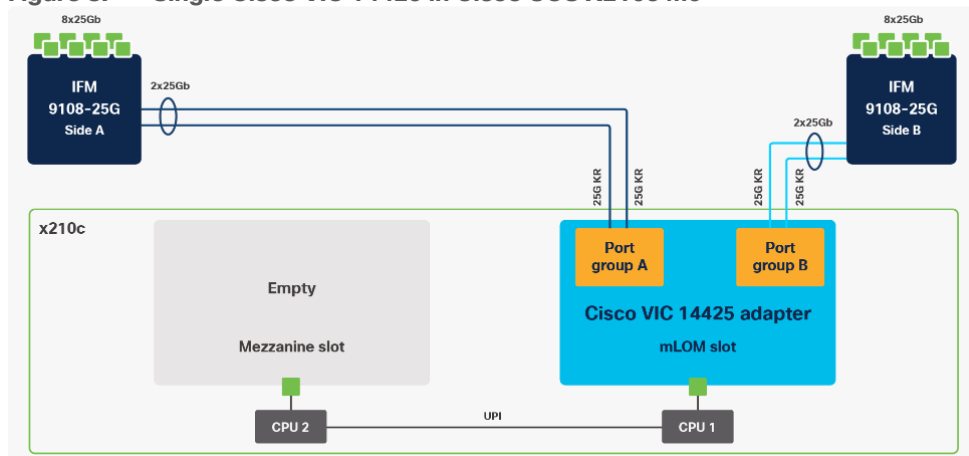 8x25Gb
8x25Gb
IFM
9108-25G
Side A
2x25Gb
IFM
9108-25G
Side B
2x25Gb
25G KR
25G KR
25G KR
25G KR
x210c
Empty
Mezzanine slot
Port
group A
Port
group B
Cisco VIC 14425 adapter
mLOM slot
CPU 2
UPI
CPU 1